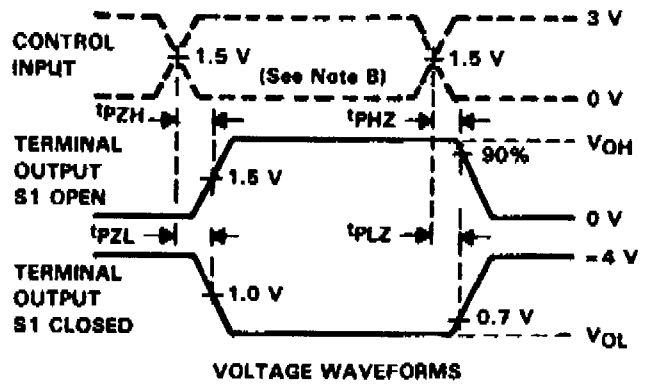 3 V
CONTROL
INPUT
1.5 V
(See Note B)
1.5 V
0 V
tPZH
tPHZ
TERMINAL
OUTPUT
S1 OPEN
1.5 V
VOH
90%
0 V
tPZL
tPLZ
TERMINAL
OUTPUT
S1 CLOSED
1.0 V
≈4 V
0.7 V
VOL
VOLTAGE WAVEFORMS